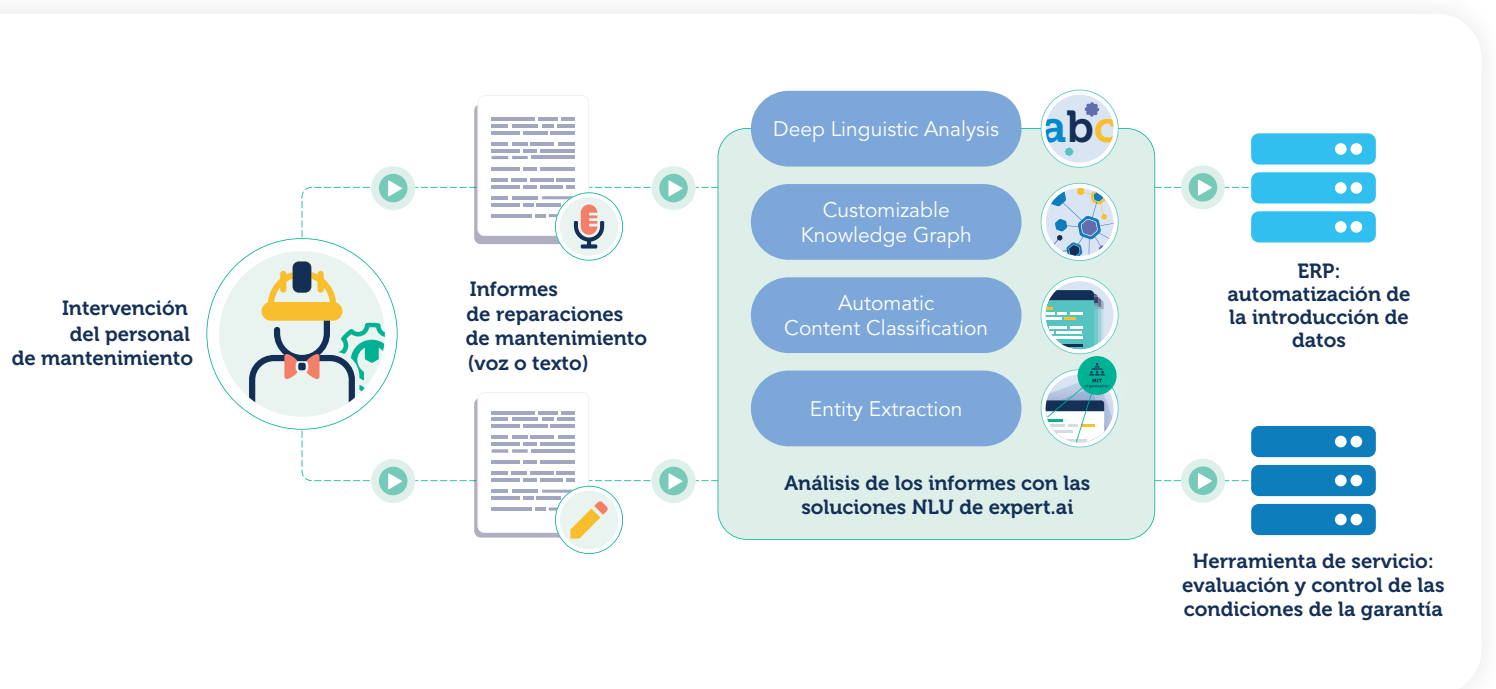 Intervención
del personal
de mantenimiento
Informes
de reparaciones
de mantenimiento
(voz o texto)
Deep Linguistic Analysis
abc
Customizable
Knowledge Graph
Automatic
Content Classification
Entity Extraction
MIT
Análisis de los informes con las
soluciones NLU de expert.ai
ERP:
automatización de
la introducción de
datos
Herramienta de servicio:
evaluación y control de las
condiciones de la garantía